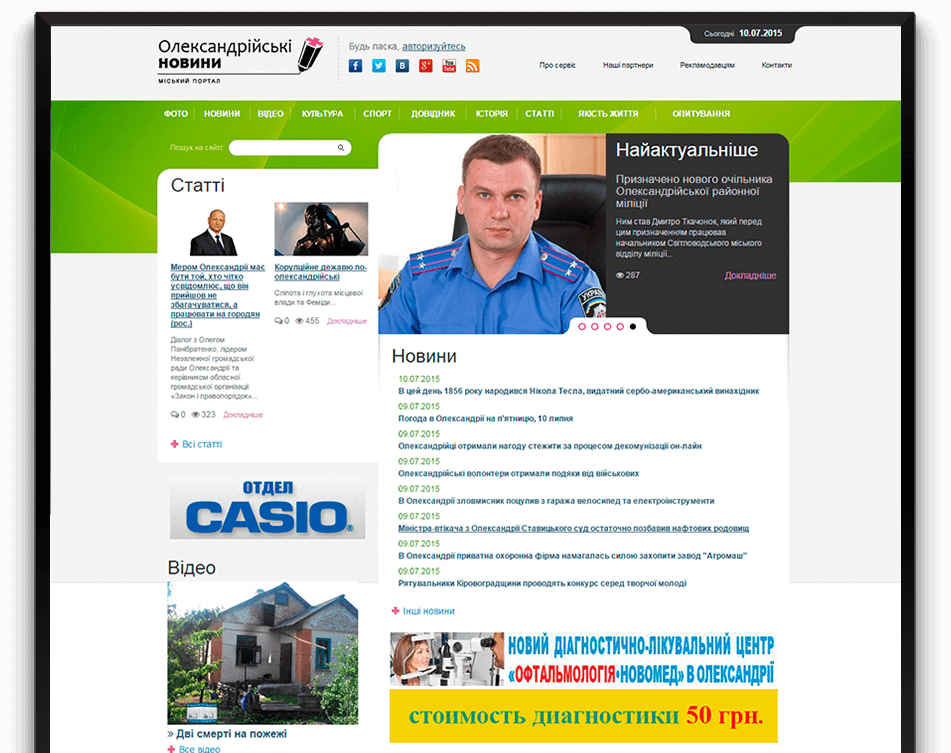 Олександрійські
НОВИНИ
МІСЬКИЙ ПОРТАЛ
Будь ласка, авторизуйтесь
Сьогодні 10.07.2015
Про сервіс Наші партнери Рекламодавцям Контакти
ФОТО НОВИНИ ВІДЕО КУЛЬТУРА СПОРТ ДОВІДНИК ІСТОРІЯ СТАТТІ ЯКІСТЬ ЖИТТЯ ОПИТУВАННЯ
Пошук на сайті:
Статті
Мером Олександрії має
бути той, хто чітко
усвідомлює, що він
прийшов не
збагачуватися, а
працювати на городян
(рос.)
Діалог з Олегом
Панібратенко, лідером
Незалежної громадської
ради Олександрії та
керівником обласної
громадської організації
«Закон і правопорядок»...
0 323 Докладніше
Корупційне дежавю по-
олександрійські
Сліпота і глухота місцевої
влади та Феміди...
0 455 Докладніше
Всі статті
Найактуальніше
Призначено нового очільника
Олександрійської районної
міліції
Ним став Дмитро Ткачонок, який перед
цим призначенням працював
начальником Світловодського міського
відділу міліції...
287 Докладніше
Новини
10.07.2015
В цей день 1856 року народився Нікола Тесла, видатний сербо-американський винахідник
09.07.2015
Погода в Олександрії на п'ятницю, 10 липня
09.07.2015
Олександрійці отримали нагоду стежити за процесом декомунізації он-лайн
09.07.2015
Олександрійські волонтери отримали подяки від військових
09.07.2015
В Олександрії зловмисник поцупив з гаража велосипед та електроінструменти
09.07.2015
Міністра-втікача з Олександрії Ставицького суд остаточно позбавив нафтових родовищ
09.07.2015
В Олександрії приватна охоронна фірма намагалась силою захопити завод "Агромаш"
09.07.2015
Рятувальники Кіровоградщини проводять конкурс серед творчої молоді
Інші новини
ОТДЕЛ
CASIO®
Відео
» Дві смерті на пожежі
Все відео
НОВИЙ ДІАГНОСТИЧНО-ЛІКУВАЛЬНИЙ ЦЕНТР
«ОФТАЛЬМОЛОГІЯ•НОВОМЕД» В ОЛЕКСАНДРІЇ
стоимость диагностики 50 грн.